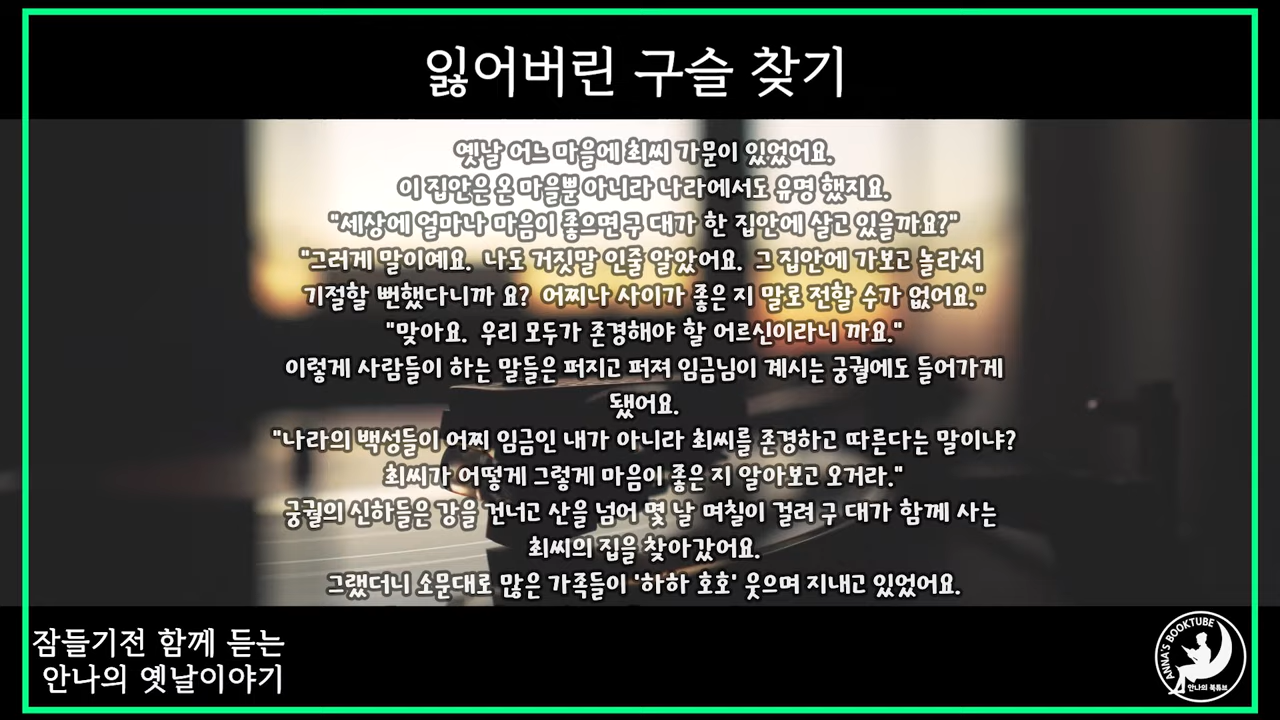 잃어버린 구슬 찾기
옛날 어느 마을에 최씨 가문이 있었어요.
이 집안은 온 마을뿐 아니라 나라에서도 유명 했지요.
"세상에 얼마나 마음이 좋으면 구 대가 한 집안에 살고 있을까요?"
"그러게 말이예요. 나도 거짓말 인줄 알았어요. 그 집안에 가보고 놀라서
기절할 뻔했다니까 요? 어찌나 사이가 좋은 지 말로 전할 수가 없어요."
"맞아요. 우리 모두가 존경해야 할 어르신이라니 까요."
이렇게 사람들이 하는 말들은 퍼지고 퍼져 임금님이 계시는 궁궐에도 들어가게
됐어요.
"나라의 백성들이 어찌 임금인 내가 아니라 최씨를 존경하고 따른다는 말이냐?
최씨가 어떻게 그렇게 마음이 좋은 지 알아보고 오거라."
궁궐의 신하들은 강을 건너고 산을 넘어 몇 날 며칠이 걸려 구 대가 함께 사는
최씨의 집을 찾아갔어요.
그랬더니 소문대로 많은 가족들이 '하하 호호' 웃으며 지내고 있었어요.
잠들기전 함께 듣는
안나의 옛날이야기
ANNA'S BOOKTUBE
안나의 북튜브